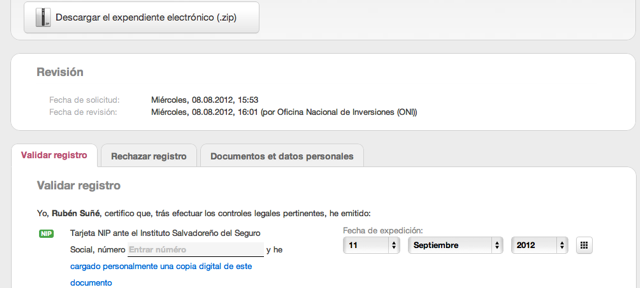 Descargar el expendiente electrónico (.zip)
Revisión
Fecha de solicitud: Miércoles, 08.08.2012, 15:53
Fecha de revisión: Miércoles, 08.08.2012, 16:01 (por Oficina Nacional de Inversiones (ONI))
Validar registro Rechazar registro Documentos et datos personales
Validar registro
Yo, Rubén Suñé, certifico que, trás efectuar los controles legales pertinentes, he emitido:
NIP Tarjeta NIP ante el Instituto Salvadoreño del Seguro
Social, número Entrar núméro y he
cargado personalmente una copia digital de este
documento
Fecha de expedición:
11 Septiembre 2012